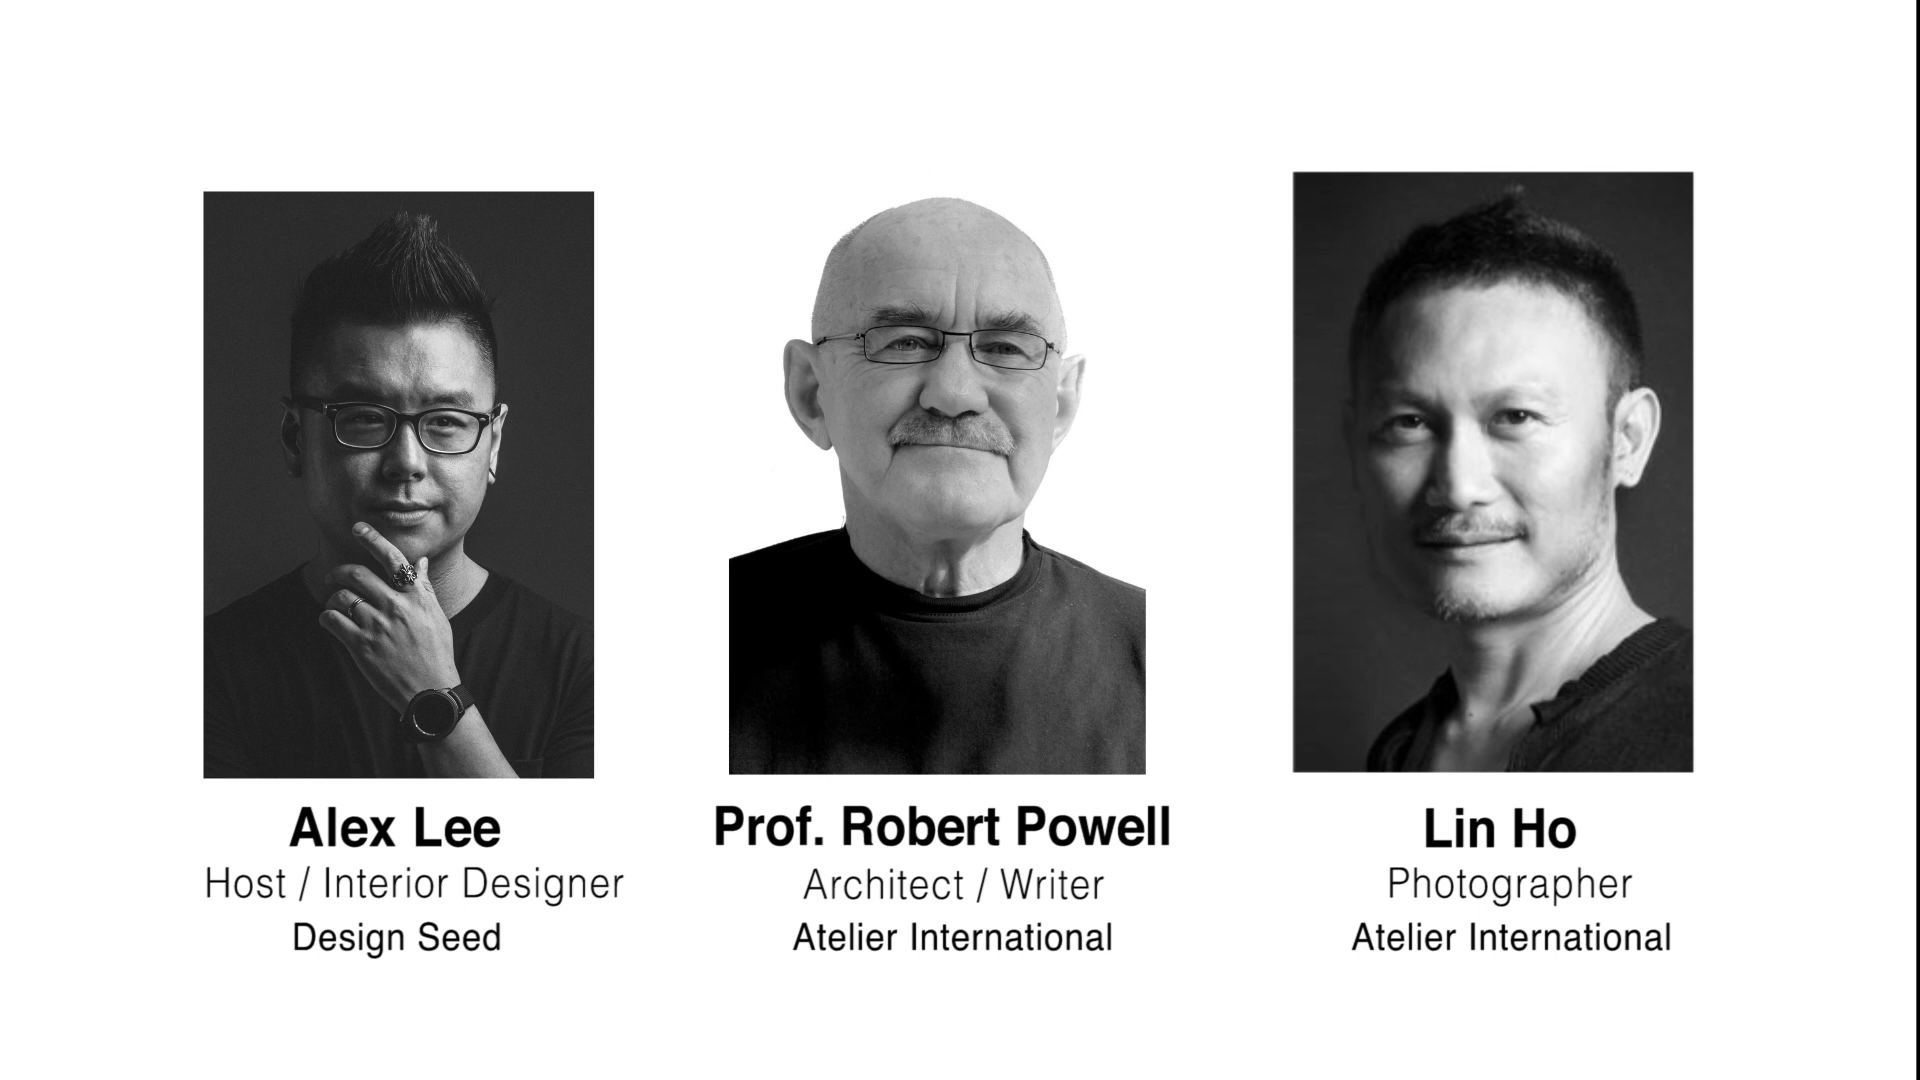 Alex Lee
Host / Interior Designer
Design Seed
Prof. Robert Powell
Architect / Writer
Atelier International
Lin Ho
Photographer
Atelier International